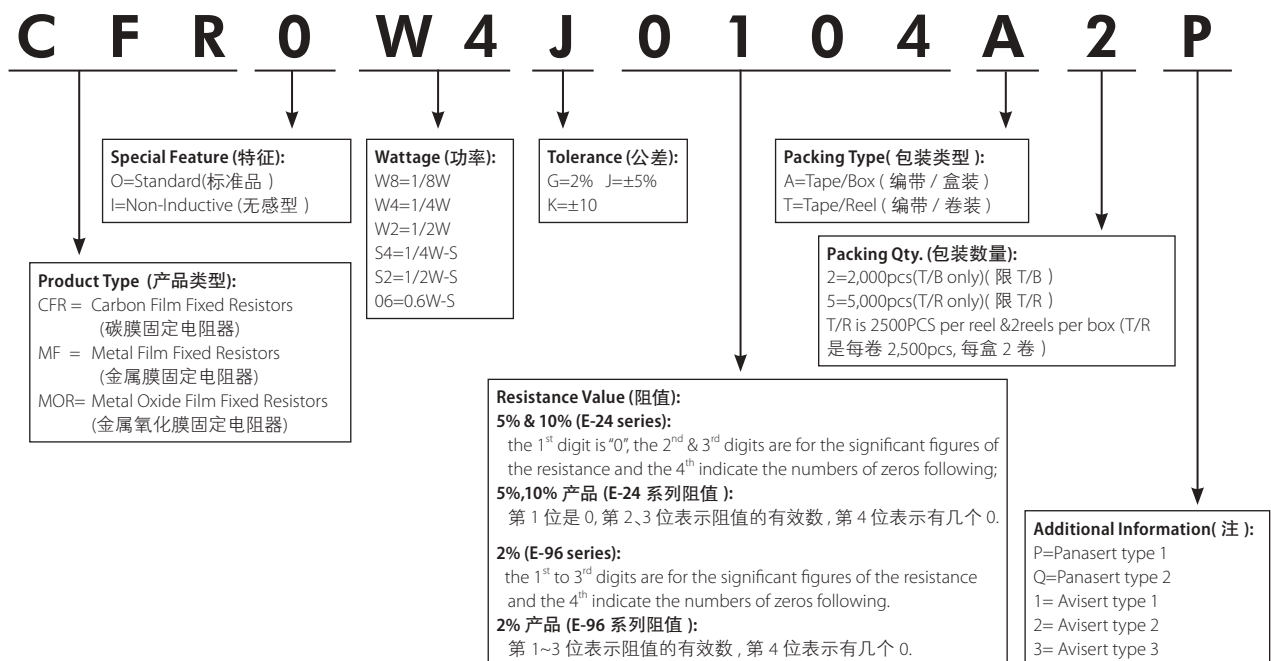 C F R 0 W 4 J 0 1 0 4 A 2 P
Special Feature (特征):
O=Standard(标准品 )
I=Non-Inductive (无感型 )
Wattage (功率):
W8=1/8W
W4=1/4W
W2=1/2W
S4=1/4W-S
S2=1/2W-S
06=0.6W-S
Tolerance (公差):
G=2% J=±5%
K=±10
Packing Type( 包装类型 ):
A=Tape/Box ( 编带 / 盒装 )
T=Tape/Reel ( 编带 / 卷装 )
Packing Qty. (包装数量):
2=2,000pcs(T/B only)( 限 T/B )
5=5,000pcs(T/R only)( 限 T/R )
T/R is 2500PCS per reel &2reels per box (T/R
是每卷 2,500pcs, 每盒 2 卷 )
Product Type (产品类型):
CFR = Carbon Film Fixed Resistors
(碳膜固定电阻器)
MF = Metal Film Fixed Resistors
(金属膜固定电阻器)
MOR= Metal Oxide Film Fixed Resistors
(金属氧化膜固定电阻器)
Resistance Value (阻值):
5% & 10% (E-24 series):
the 1st digit is “0”, the 2nd & 3rd digits are for the significant figures of
the resistance and the 4th indicate the numbers of zeros following;
5%,10% 产品 (E-24 系列阻值 ):
第 1 位是 0, 第 2、3 位表示阻值的有效数 , 第 4 位表示有几个 0.
2% (E-96 series):
the 1st to 3rd digits are for the significant figures of the resistance
and the 4th indicate the numbers of zeros following.
2% 产品 (E-96 系列阻值 ):
第 1~3 位表示阻值的有效数 , 第 4 位表示有几个 0.
Additional Information( 注 ):
P=Panasert type 1
Q=Panasert type 2
1= Avisert type 1
2= Avisert type 2
3= Avisert type 3